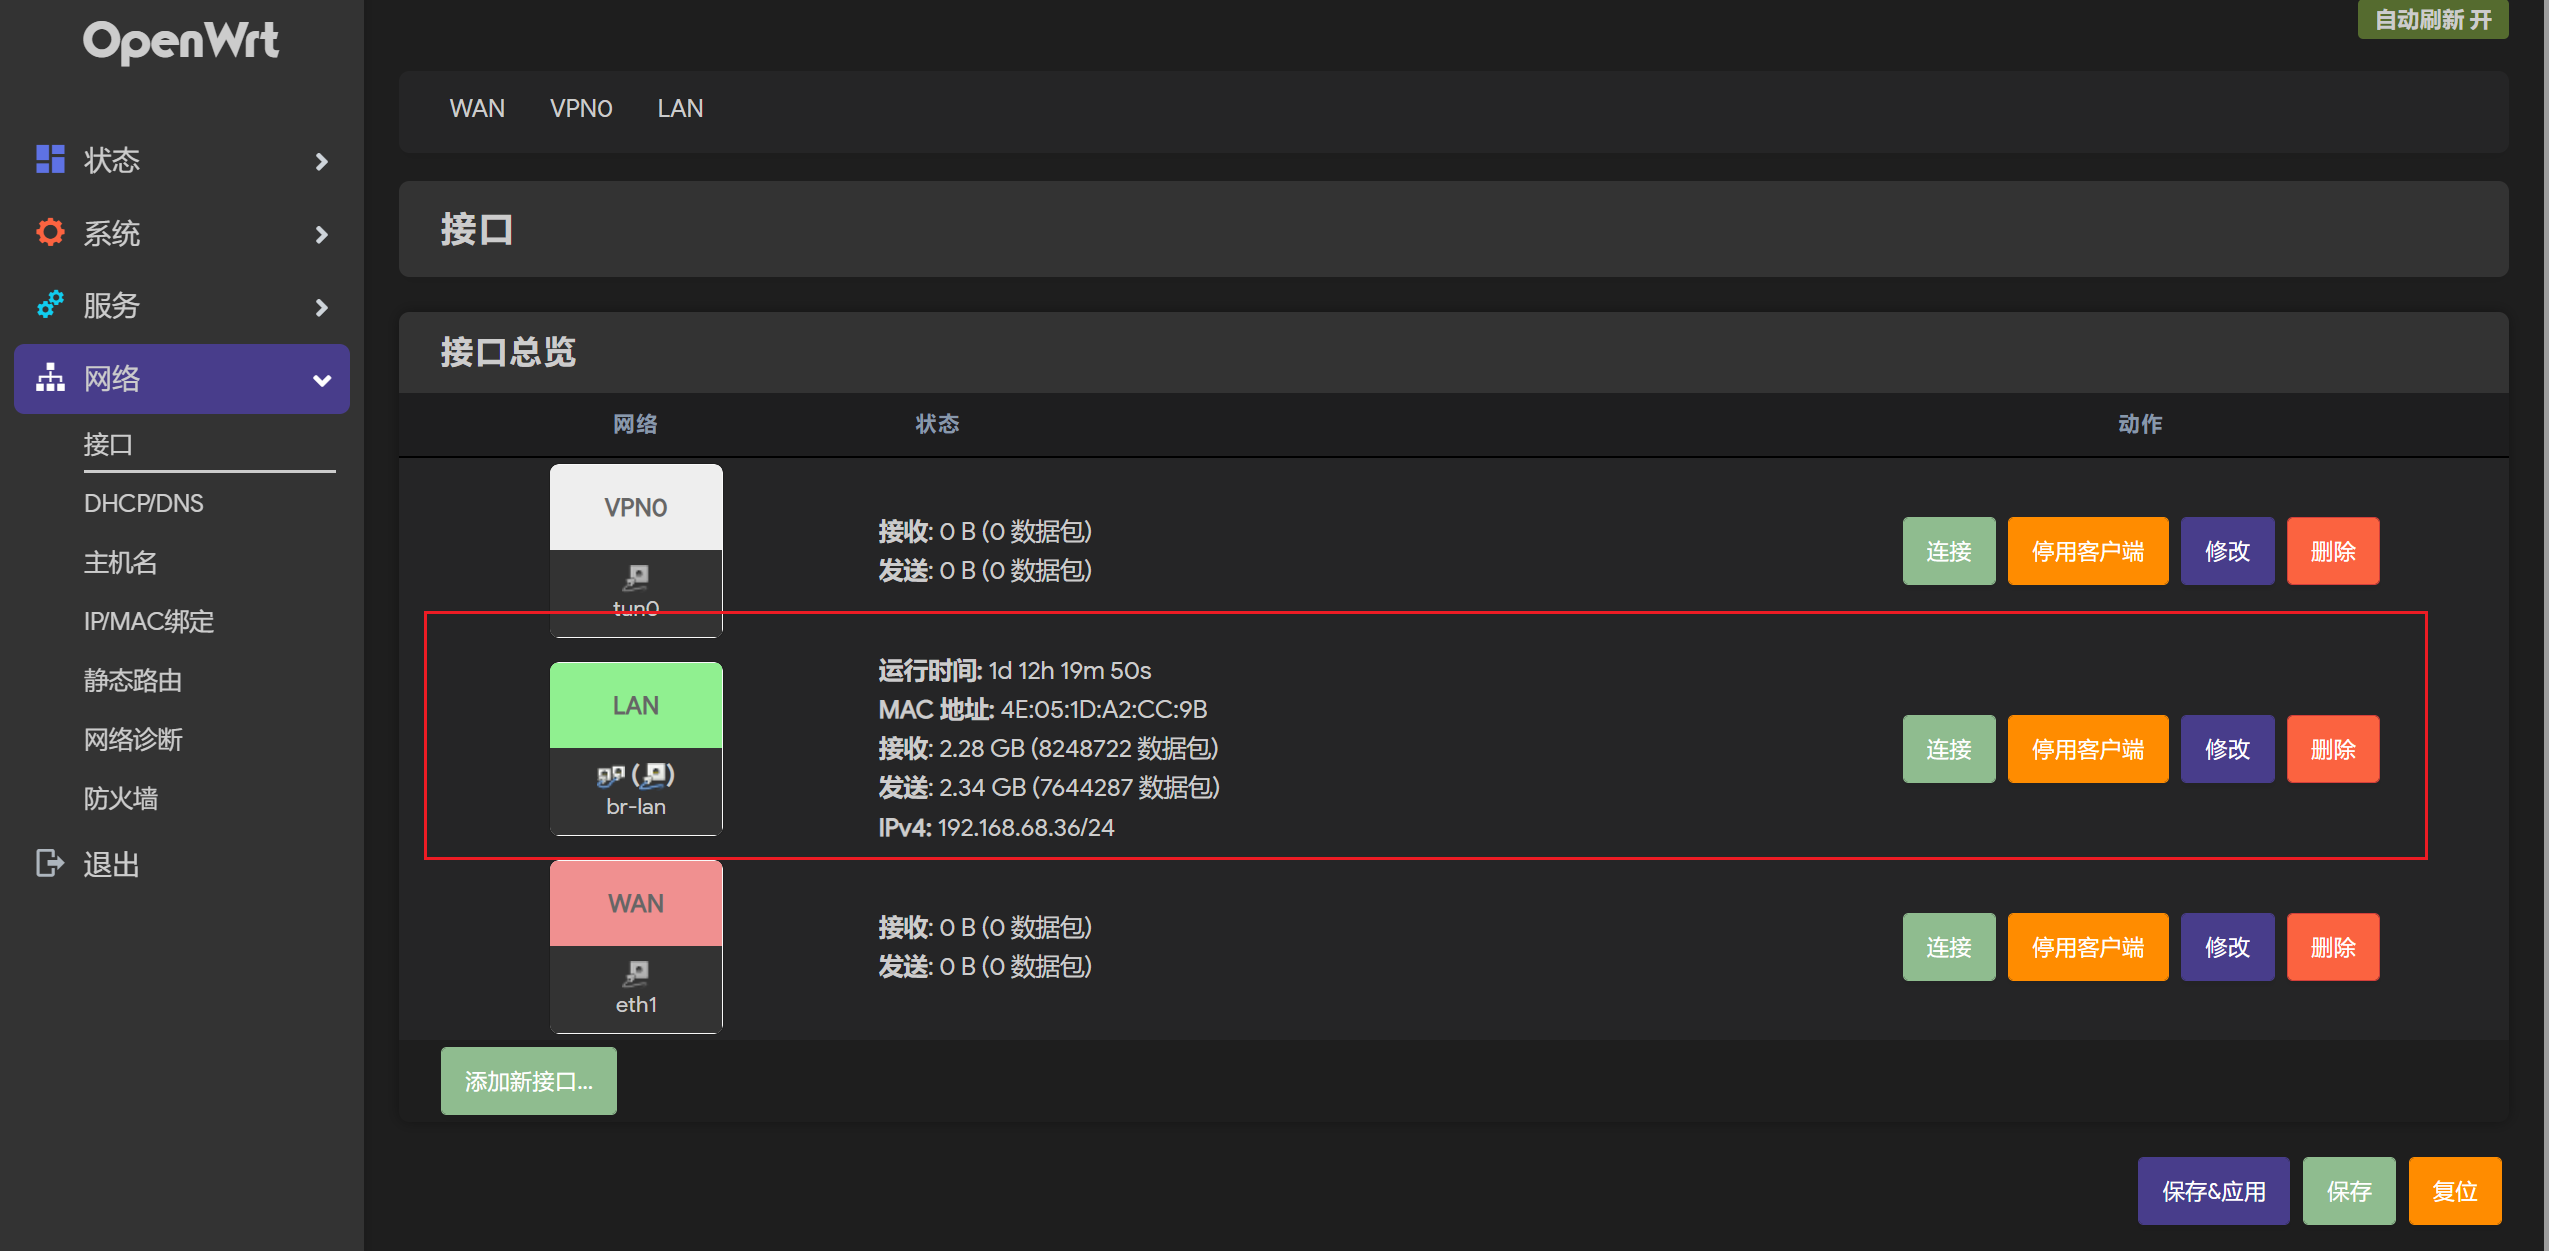 OpenWrt
自动刷新 开
WAN VPN0 LAN
状态
系统
服务
网络
接口
DHCP/DNS
主机名
IP/MAC绑定
静态路由
网络诊断
防火墙
退出
接口
接口总览
网络 状态 动作
VPN0
tun0
接收: 0 B (0 数据包)
发送: 0 B (0 数据包)
连接 停用客户端 修改 删除
LAN
br-lan
运行时间: 1d 12h 19m 50s
MAC 地址: 4E:05:1D:A2:CC:9B
接收: 2.28 GB (8248722 数据包)
发送: 2.34 GB (7644287 数据包)
IPv4: 192.168.68.36/24
连接 停用客户端 修改 删除
WAN
eth1
接收: 0 B (0 数据包)
发送: 0 B (0 数据包)
连接 停用客户端 修改 删除
添加新接口...
保存&应用 保存 复位